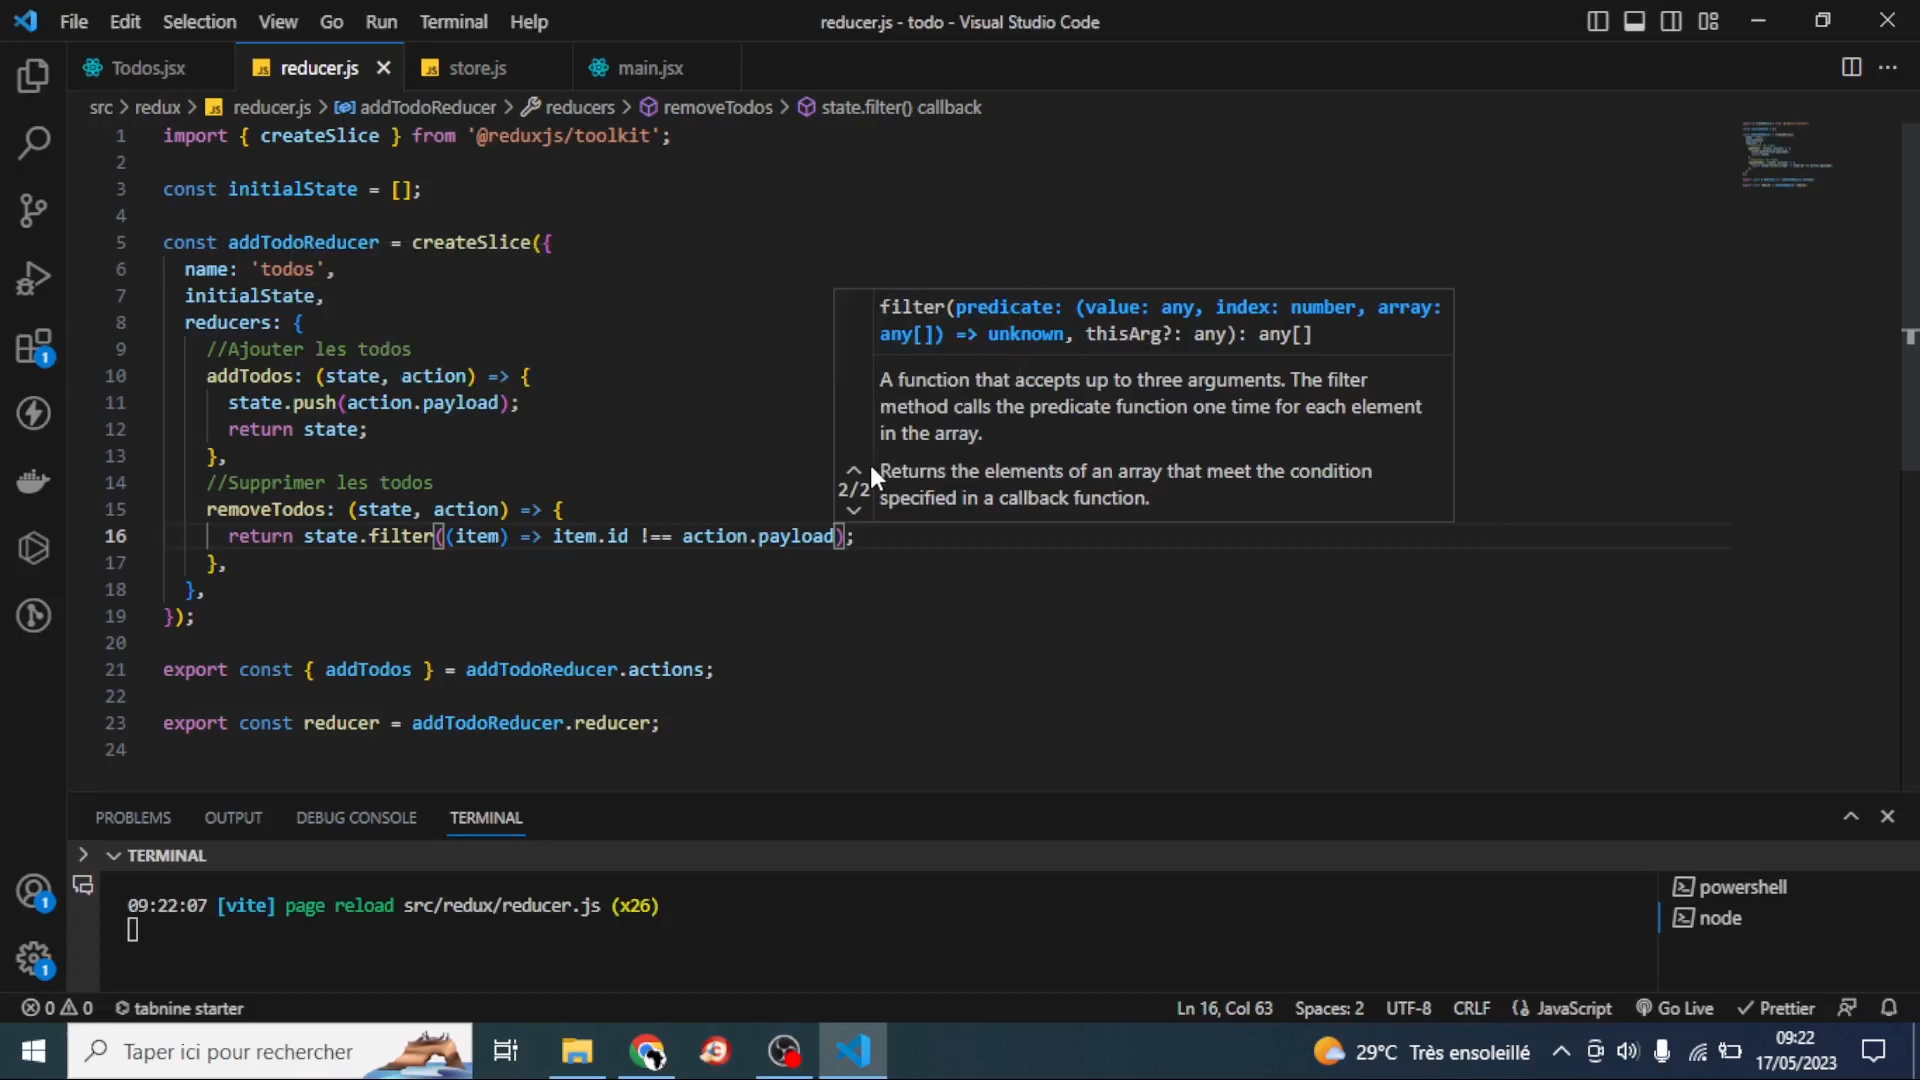 File Edit Selection View Go Run Terminal Help
reducer.js - todo - Visual Studio Code
Todos.jsx
reducer.js
store.js
main.jsx
src > redux > reducer.js > addTodoReducer > reducers > removeTodos > state.filter() callback
1 import { createSlice } from '@reduxjs/toolkit';
2
3 const initialState = [];
4
5 const addTodoReducer = createSlice({
6 name: 'todos',
7 initialState,
8 reducers: {
9 //Ajouter les todos
10 addTodos: (state, action) => {
11 state.push(action.payload);
12 return state;
13 },
14 //Supprimer les todos
15 removeTodos: (state, action) => {
16 return state.filter((item) => item.id !== action.payload);
17 },
18 },
19 });
20
21 export const { addTodos } = addTodoReducer.actions;
22
23 export const reducer = addTodoReducer.reducer;
24
filter(predicate: (value: any, index: number, array:
any[]) => unknown, thisArg?: any): any[]
A function that accepts up to three arguments. The filter
method calls the predicate function one time for each element
in the array.
Returns the elements of an array that meet the condition
specified in a callback function.
2/2
PROBLEMS OUTPUT DEBUG CONSOLE TERMINAL
TERMINAL
09:22:07 [vite] page reload src/redux/reducer.js (x26)
powershell
node
1
1
1
0 0 tabnine starter
Ln 16, Col 63 Spaces: 2 UTF-8 CRLF JavaScript Go Live Prettier
Taper ici pour rechercher
29°C Très ensoleillé
09:22
17/05/2023